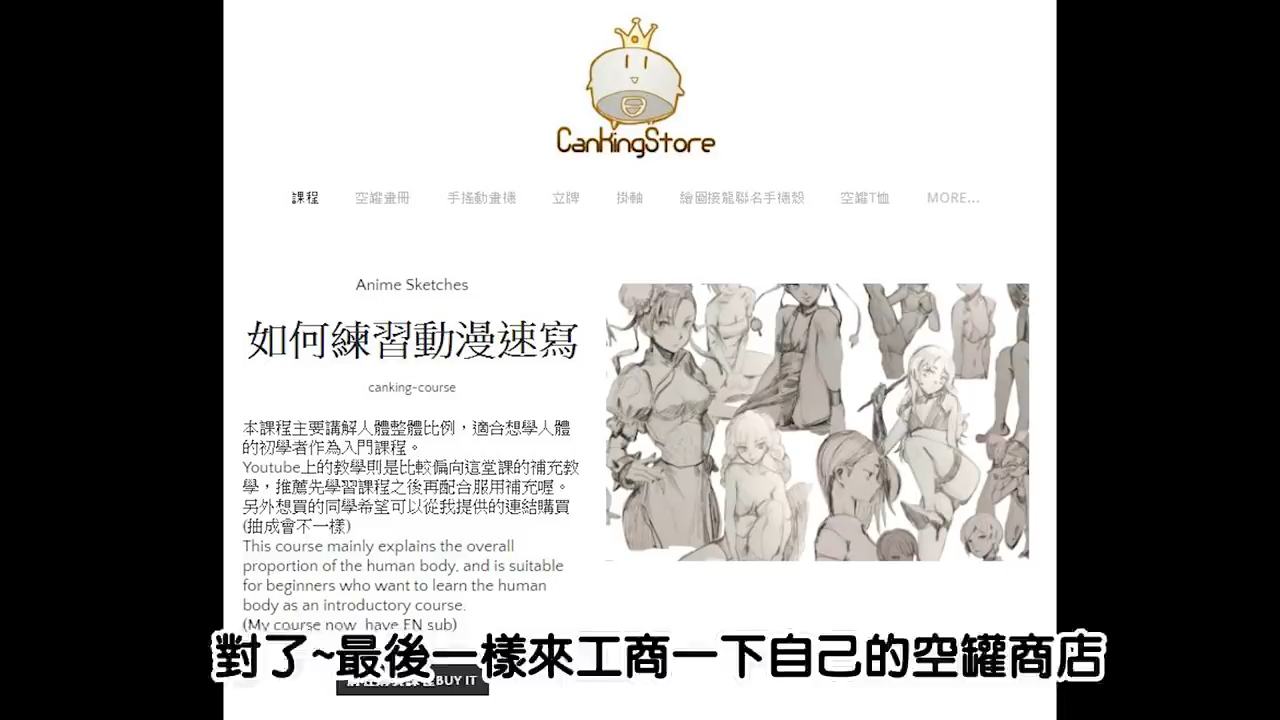 CanKingStore
課程 空罐畫冊 手搖動畫機 立牌 掛軸 繪圖接龍聯名手機殼 空罐T恤 MORE...
Anime Sketches
如何練習動漫速寫
canking-course
本課程主要講解人體整體比例，適合想學人體
的初學者作為入門課程。
Youtube上的教學則是比較偏向這堂課的補充教
學，推薦先學習課程之後再配合服用補充喔。
另外想買的同學希望可以從我提供的連結購買
(抽成會不一樣)
This course mainly explains the overall
proportion of the human body, and is suitable
for beginners who want to learn the human
body as an introductory course.
(My course now have EN sub)
對了~最後一樣來工商一下自己的空罐商店
BUY IT